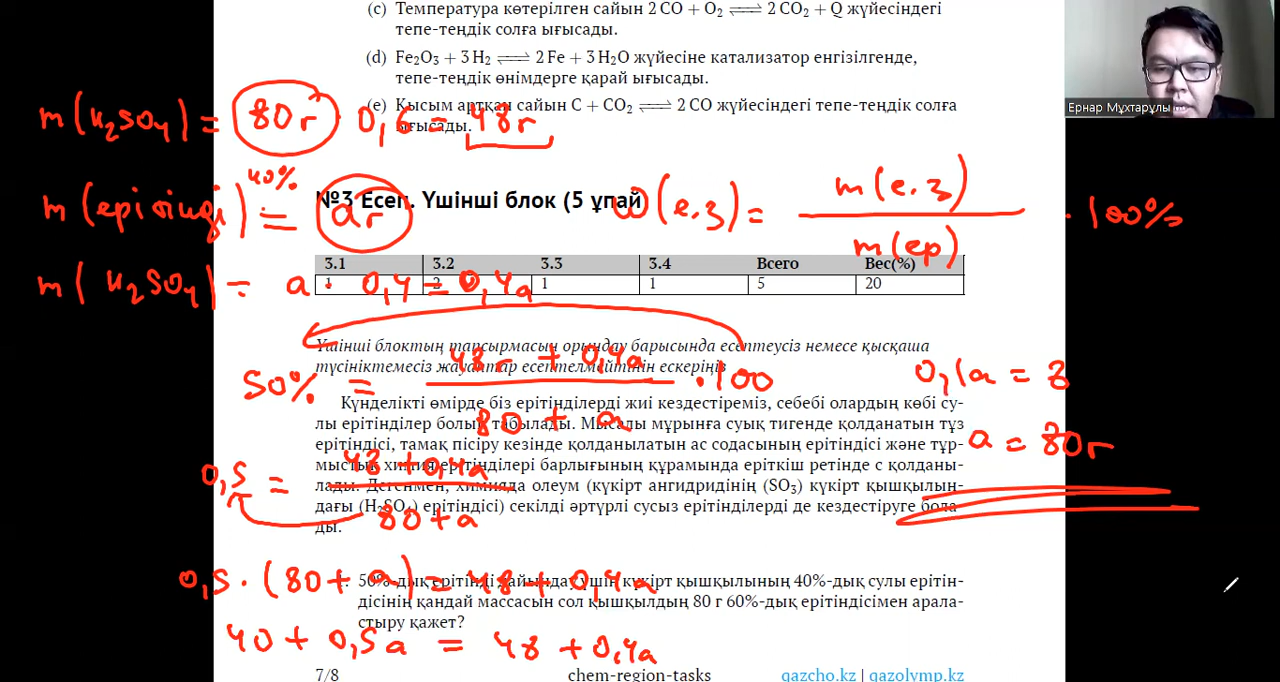 (c) Температура көтерілген сайын 2 CO + O₂ ⇌ 2 CO₂ + Q жүйесіндегі
тепе-теңдік солға ығысады.
(d) Fe₂O₃ + 3 H₂ ⇌ 2 Fe + 3 H₂O жүйесіне катализатор енгізілгенде,
тепе-теңдік өнімдерге қарай ығысады.
(e) Қысым артқан сайын C + CO₂ ⇌ 2 CO жүйесіндегі тепе-теңдік солға
ығысады.
Ернар Мұхтарұлы
m(к₂SO₄) = 80г · 0,6 = 48г
m(ерітінді) 40% = aг
m(к₂SO₄) = a · 0,4 = 0,4a
№3 Есеп. Үшінші блок (5 ұпай)
ω(е.з) = m(е.з) / m(ер) · 100%
3.1 3.2 3.3 3.4 Всего Вес(%)
1 2 1 1 5 20
Үшінші блоктың тапсырмасын орындау барысында есептеусіз немесе қысқаша
түсініктемесіз жауаптар есептелмейтінін ескеріңіз
50% = 48г + 0,4a / 80 + a · 100
0,1a = 8
a = 80г
Күнделікті өмірде біз ерітінділерді жиі кездестіреміз, себебі олардың көбі су-
лы ерітінділер болып табылады. Мысалы мұрынға суық тигенде қолданатын тұз
ерітіндісі, тамақ пісіру кезінде қолданылатын ас содасының ерітіндісі және тұр-
мыстық химия ерітінділері барлығының құрамында еріткіш ретінде с қолданы-
лады. Дегенмен, химияда олеум (күкірт ангидридінің (SO₃) күкірт қышқылын-
дағы (H₂SO₄) ерітіндісі) секілді әртүрлі сусыз ерітінділерді де кездестіруге бола-
ды.
0,5 = 48 + 0,4a / 80 + a
0,5 · (80 + a) = 48 + 0,4a
40 + 0,5a = 48 + 0,4a
50%-дық ерітінді дайындау үшін күкірт қышқылының 40%-дық сулы ерітін-
дісінің қандай массасын сол қышқылдың 80 г 60%-дық ерітіндісімен арала-
стыру қажет?
7/8 chem-region-tasks qazcho.kz | qazolymp.kz